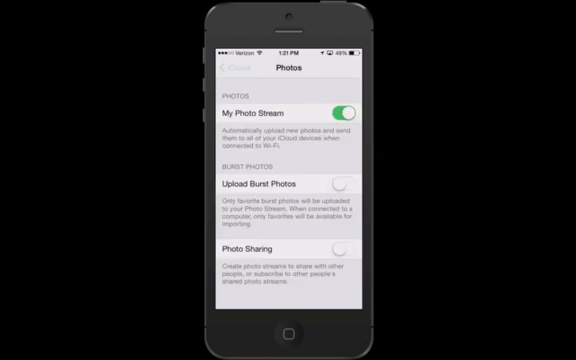 Verizon 1:21 PM 49%
iCloud Photos
PHOTOS
My Photo Stream
Automatically upload new photos and send
them to all of your iCloud devices when
connected to Wi-Fi.
BURST PHOTOS
Upload Burst Photos
Only favorite burst photos will be uploaded
to your Photo Stream. When connected to a
computer, only favorites will be available for
importing.
Photo Sharing
Create photo streams to share with other
people, or subscribe to other people's
shared photo streams.